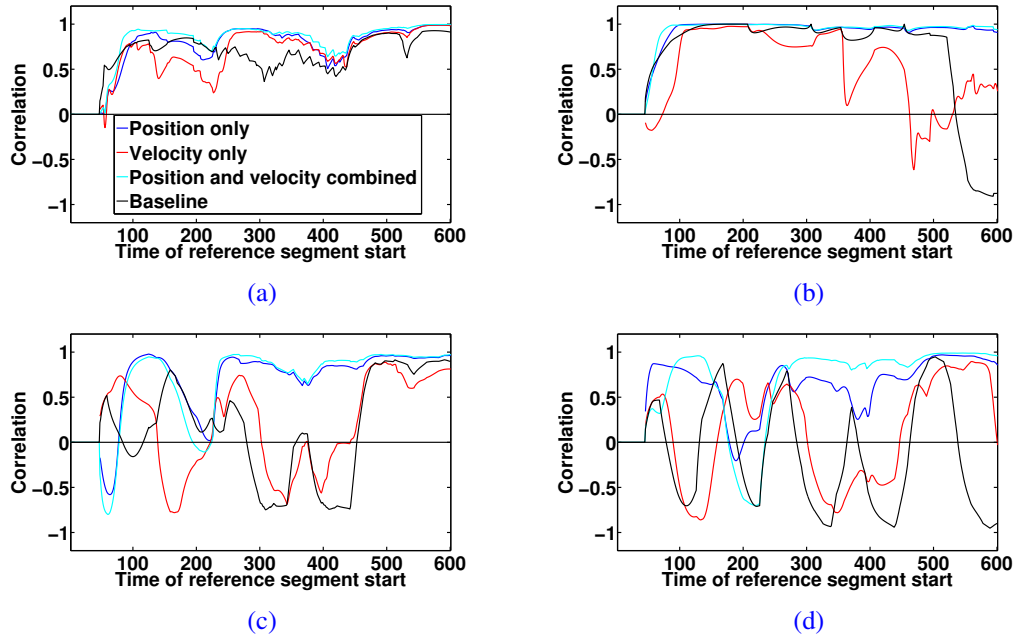 1
0.5
0
−0.5
−1
Correlation
Position only
Velocity only
Position and velocity combined
Baseline
100 200 300 400 500 600
Time of reference segment start
(a)
1
0.5
0
−0.5
−1
Correlation
100 200 300 400 500 600
Time of reference segment start
(b)
1
0.5
0
−0.5
−1
Correlation
100 200 300 400 500 600
Time of reference segment start
(c)
1
0.5
0
−0.5
−1
Correlation
100 200 300 400 500 600
Time of reference segment start
(d)